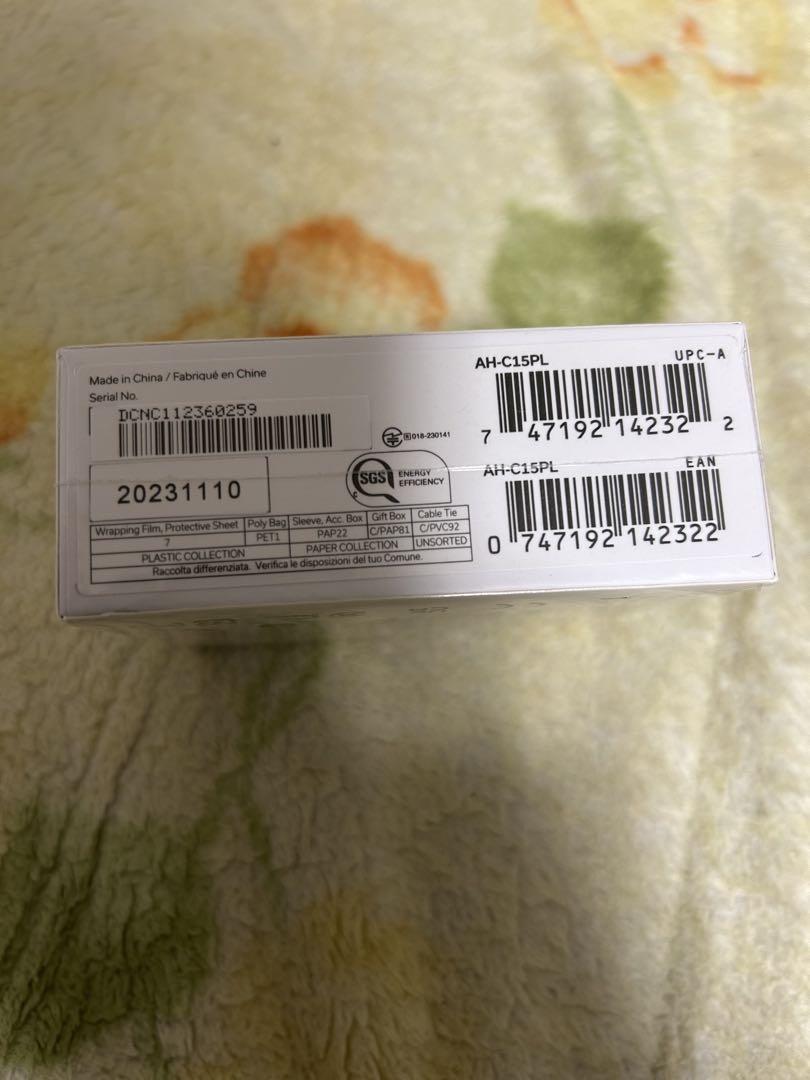 Made in China / Fabriqué en Chine
Serial No.
DCNC112360259
R 018-230141
20231110
c SGS ENERGY EFFICIENCY
Wrapping Film, Protective Sheet Poly Bag Sleeve, Acc. Box Gift Box Cable Tie
7 PET1 PAP22 C/PAP81 C/PVC92
PLASTIC COLLECTION PAPER COLLECTION UNSORTED
Raccolta differenziata. Verifica le disposizioni del tuo Comune.
AH-C15PL UPC-A
7 47192 14232 2
AH-C15PL EAN
0 747192 142322